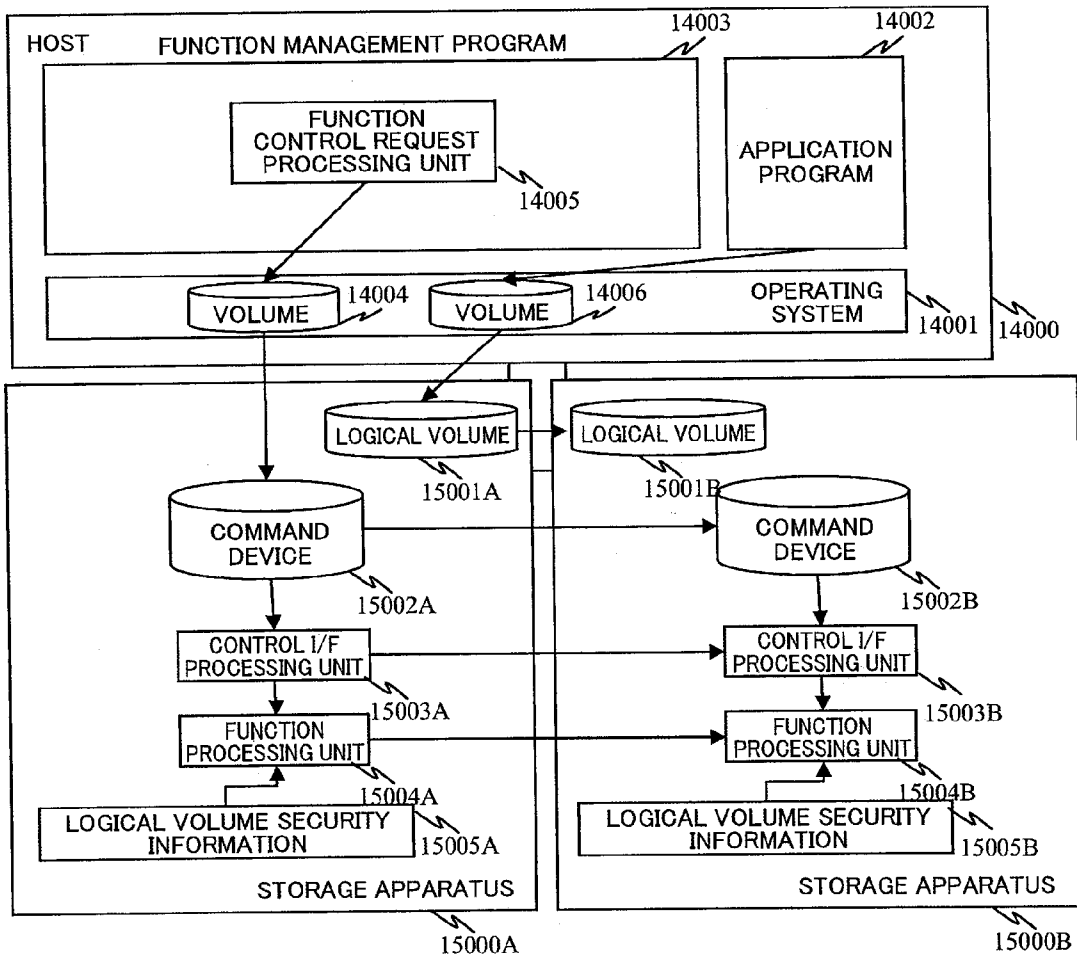 14003
14002
HOST
FUNCTION MANAGEMENT PROGRAM
FUNCTION
CONTROL REQUEST
PROCESSING UNIT
14005
APPLICATION
PROGRAM
VOLUME
14004
VOLUME
14006
OPERATING
SYSTEM
14001
14000
LOGICAL VOLUME
15001A
LOGICAL VOLUME
15001B
COMMAND
DEVICE
15002A
COMMAND
DEVICE
15002B
CONTROL I/F
PROCESSING UNIT
15003A
CONTROL I/F
PROCESSING UNIT
15003B
FUNCTION
PROCESSING UNIT
15004A
FUNCTION
PROCESSING UNIT
15004B
LOGICAL VOLUME SECURITY
INFORMATION
15005A
LOGICAL VOLUME SECURITY
INFORMATION
15005B
STORAGE APPARATUS
15000A
STORAGE APPARATUS
15000B